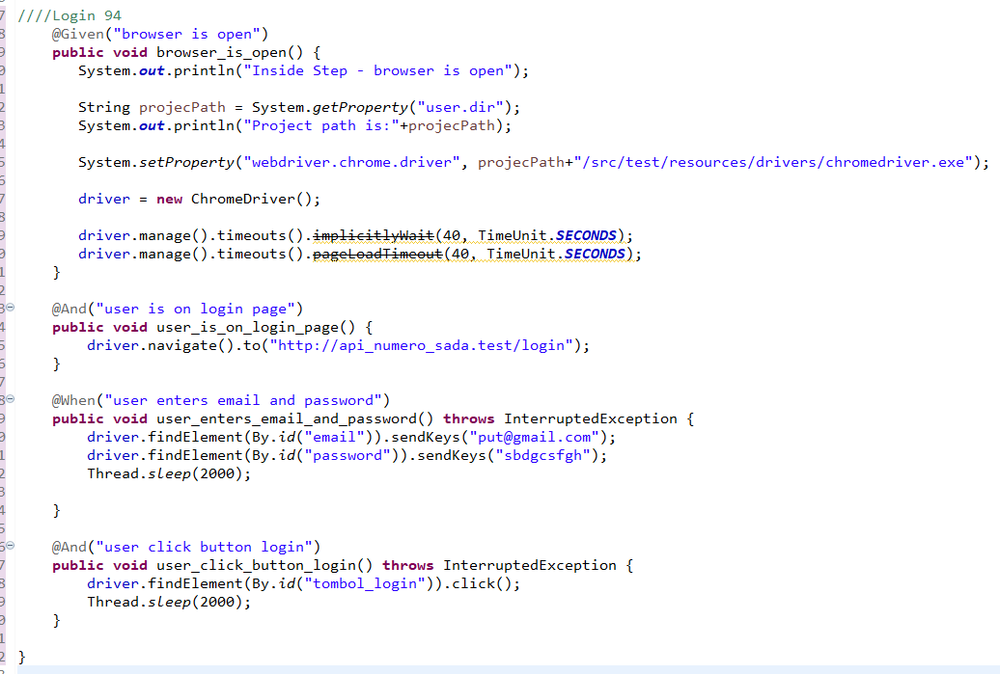 ////Login 94
@Given("browser is open")
public void browser_is_open() {
System.out.println("Inside Step - browser is open");
String projecPath = System.getProperty("user.dir");
System.out.println("Project path is:"+projecPath);
System.setProperty("webdriver.chrome.driver", projecPath+"/src/test/resources/drivers/chromedriver.exe");
driver = new ChromeDriver();
driver.manage().timeouts().implicitlyWait(40, TimeUnit.SECONDS);
driver.manage().timeouts().pageLoadTimeout(40, TimeUnit.SECONDS);
}
@And("user is on login page")
public void user_is_on_login_page() {
driver.navigate().to("http://api_numero_sada.test/login");
}
@When("user enters email and password")
public void user_enters_email_and_password() throws InterruptedException {
driver.findElement(By.id("email")).sendKeys("put@gmail.com");
driver.findElement(By.id("password")).sendKeys("sbdgcsfgh");
Thread.sleep(2000);
}
@And("user click button login")
public void user_click_button_login() throws InterruptedException {
driver.findElement(By.id("tombol_login")).click();
Thread.sleep(2000);
}
}